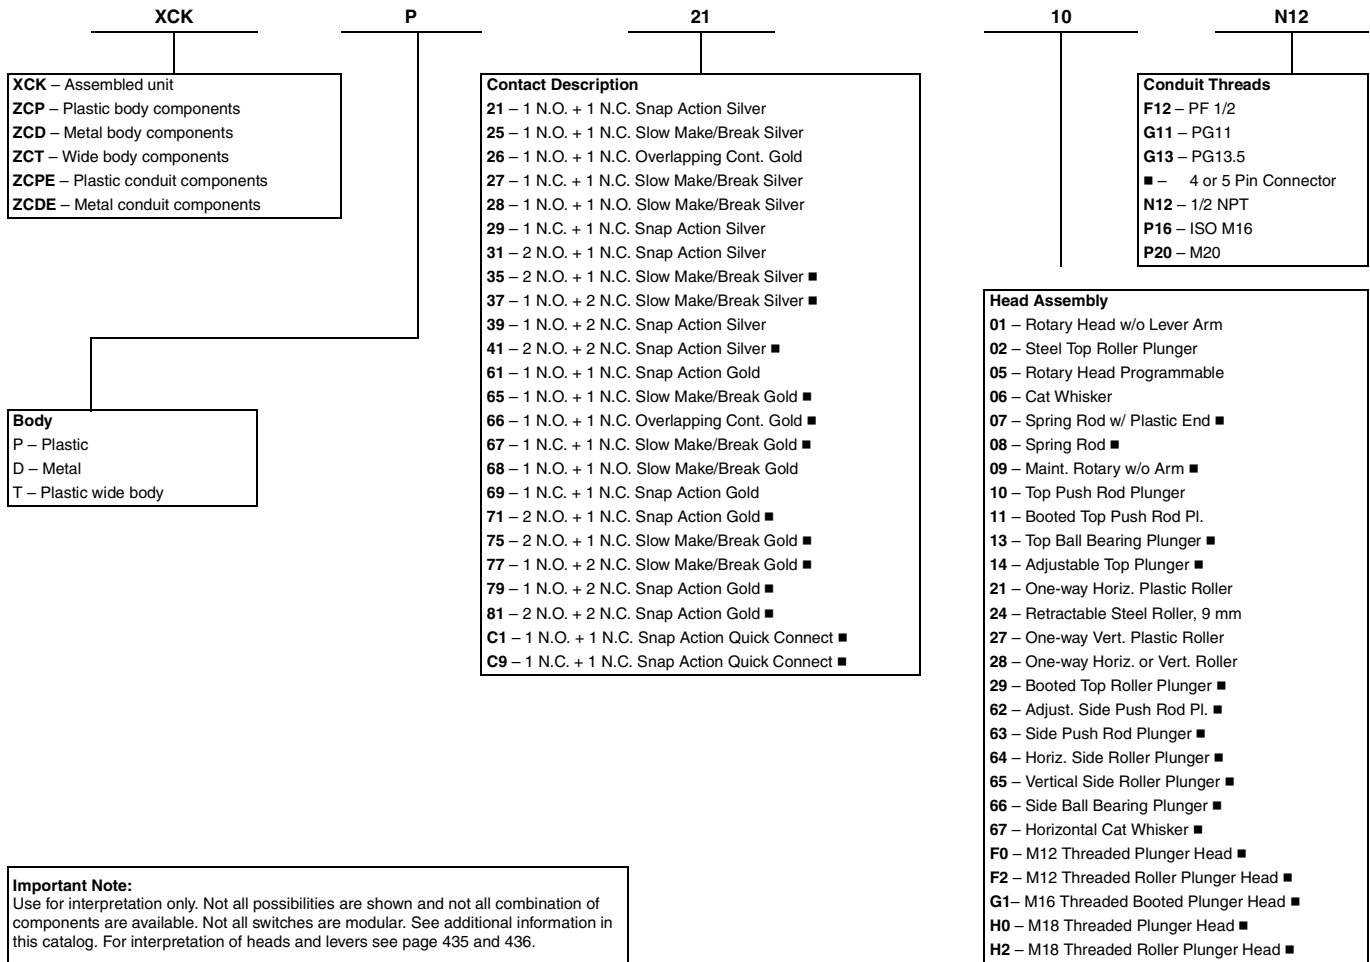 XCK P 21 10 N12
XCK – Assembled unit
ZCP – Plastic body components
ZCD – Metal body components
ZCT – Wide body components
ZCPE – Plastic conduit components
ZCDE – Metal conduit components
Body
P – Plastic
D – Metal
T – Plastic wide body
Contact Description
21 – 1 N.O. + 1 N.C. Snap Action Silver
25 – 1 N.O. + 1 N.C. Slow Make/Break Silver
26 – 1 N.O. + 1 N.C. Overlapping Cont. Gold
27 – 1 N.C. + 1 N.C. Slow Make/Break Silver
28 – 1 N.O. + 1 N.O. Slow Make/Break Silver
29 – 1 N.C. + 1 N.C. Snap Action Silver
31 – 2 N.O. + 1 N.C. Snap Action Silver
35 – 2 N.O. + 1 N.C. Slow Make/Break Silver ■
37 – 1 N.O. + 2 N.C. Slow Make/Break Silver ■
39 – 1 N.O. + 2 N.C. Snap Action Silver
41 – 2 N.O. + 2 N.C. Snap Action Silver ■
61 – 1 N.O. + 1 N.C. Snap Action Gold
65 – 1 N.O. + 1 N.C. Slow Make/Break Gold ■
66 – 1 N.O. + 1 N.C. Overlapping Cont. Gold ■
67 – 1 N.C. + 1 N.C. Slow Make/Break Gold ■
68 – 1 N.O. + 1 N.O. Slow Make/Break Gold
69 – 1 N.C. + 1 N.C. Snap Action Gold
71 – 2 N.O. + 1 N.C. Snap Action Gold ■
75 – 2 N.O. + 1 N.C. Slow Make/Break Gold ■
77 – 1 N.O. + 2 N.C. Slow Make/Break Gold ■
79 – 1 N.O. + 2 N.C. Snap Action Gold ■
81 – 2 N.O. + 2 N.C. Snap Action Gold ■
C1 – 1 N.O. + 1 N.C. Snap Action Quick Connect ■
C9 – 1 N.C. + 1 N.C. Snap Action Quick Connect ■
Conduit Threads
F12 – PF 1/2
G11 – PG11
G13 – PG13.5
■ – 4 or 5 Pin Connector
N12 – 1/2 NPT
P16 – ISO M16
P20 – M20
Head Assembly
01 – Rotary Head w/o Lever Arm
02 – Steel Top Roller Plunger
05 – Rotary Head Programmable
06 – Cat Whisker
07 – Spring Rod w/ Plastic End ■
08 – Spring Rod ■
09 – Maint. Rotary w/o Arm ■
10 – Top Push Rod Plunger
11 – Booted Top Push Rod Pl.
13 – Top Ball Bearing Plunger ■
14 – Adjustable Top Plunger ■
21 – One-way Horiz. Plastic Roller
24 – Retractable Steel Roller, 9 mm
27 – One-way Vert. Plastic Roller
28 – One-way Horiz. or Vert. Roller
29 – Booted Top Roller Plunger ■
62 – Adjust. Side Push Rod Pl. ■
63 – Side Push Rod Plunger ■
64 – Horiz. Side Roller Plunger ■
65 – Vertical Side Roller Plunger ■
66 – Side Ball Bearing Plunger ■
67 – Horizontal Cat Whisker ■
F0 – M12 Threaded Plunger Head ■
F2 – M12 Threaded Roller Plunger Head ■
G1– M16 Threaded Booted Plunger Head ■
H0 – M18 Threaded Plunger Head ■
H2 – M18 Threaded Roller Plunger Head ■
Important Note:
Use for interpretation only. Not all possibilities are shown and not all combination of
components are available. Not all switches are modular. See additional information in
this catalog. For interpretation of heads and levers see page 435 and 436.